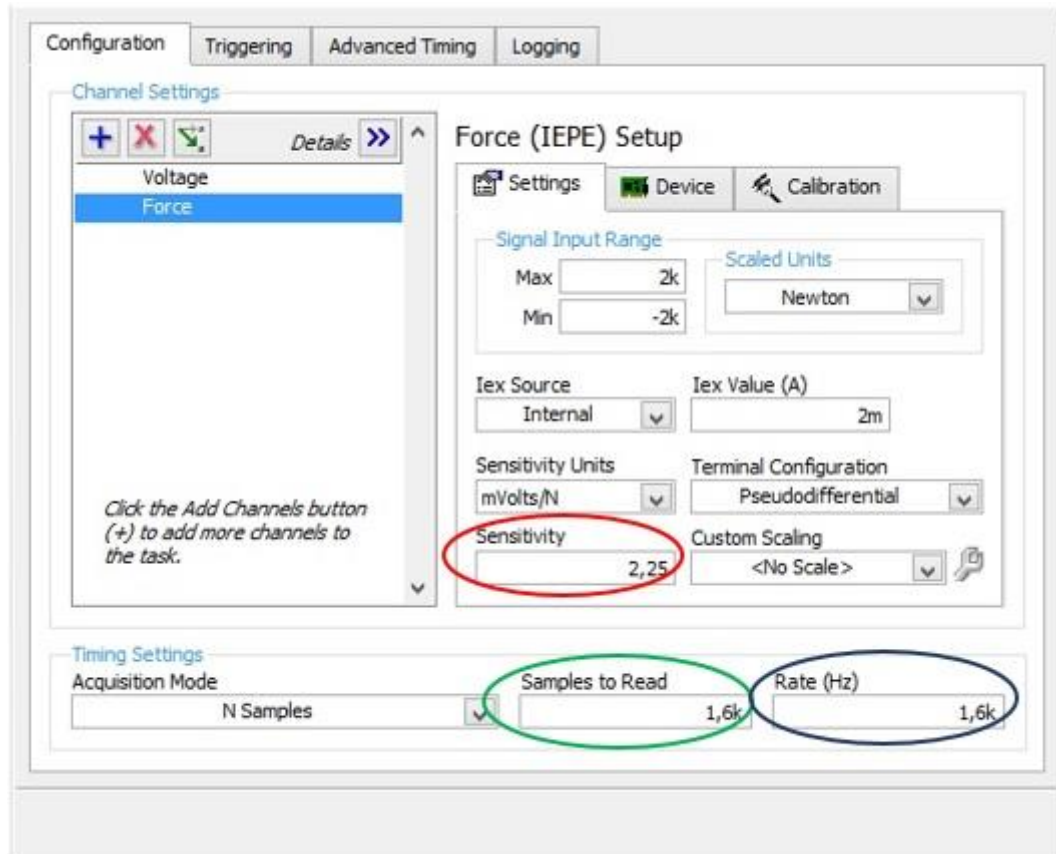 Configuration
Triggering
Advanced Timing
Logging
Channel Settings
Details
Voltage
Force
Click the Add Channels button
(+) to add more channels to
the task.
Force (IEPE) Setup
Settings
Device
Calibration
Signal Input Range
Max 2k
Min -2k
Scaled Units
Newton
Iex Source
Internal
Iex Value (A)
2m
Sensitivity Units
mVolts/N
Terminal Configuration
Pseudodifferential
Sensitivity
2,25
Custom Scaling
<No Scale>
Timing Settings
Acquisition Mode
N Samples
Samples to Read
1,6k
Rate (Hz)
1,6k